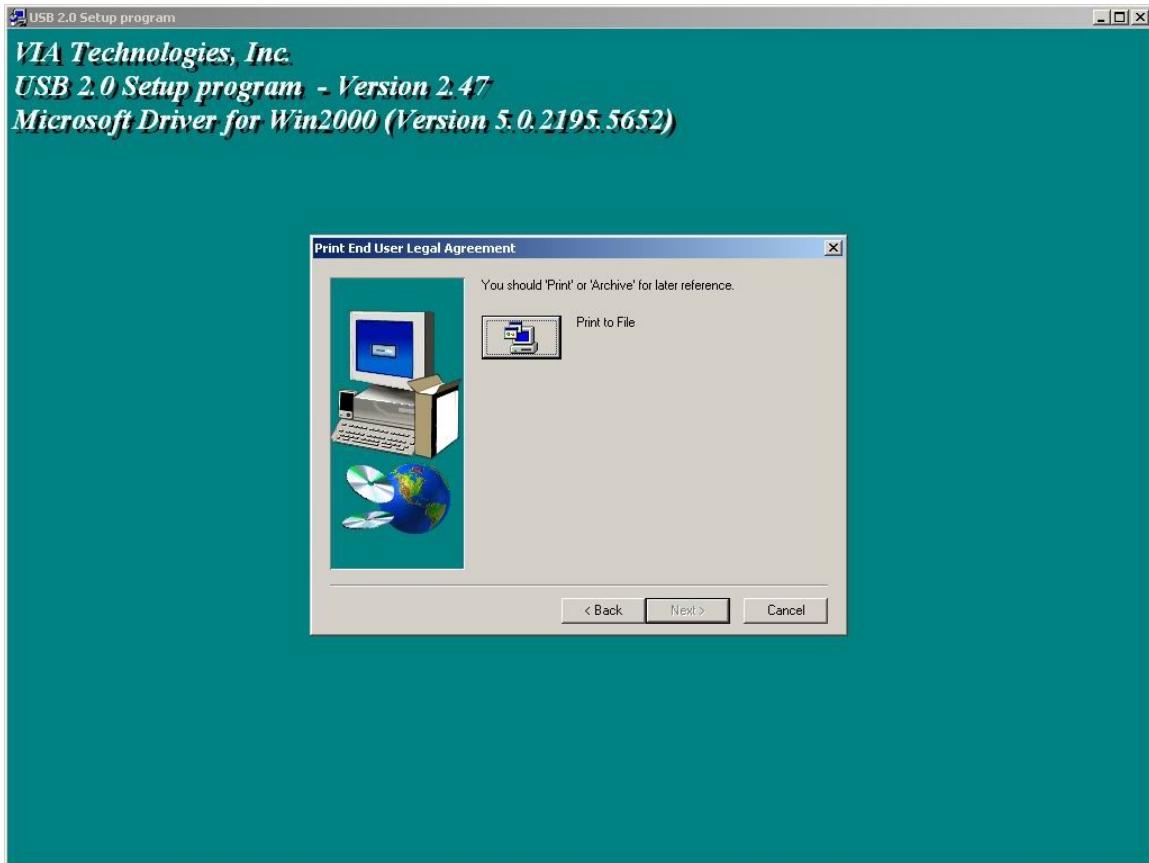 USB 2.0 Setup program
VIA Technologies, Inc.
USB 2.0 Setup program - Version 2.47
Microsoft Driver for Win2000 (Version 5.0.2195.5652)
Print End User Legal Agreement
You should 'Print' or 'Archive' for later reference.
Print to File
< Back Next > Cancel